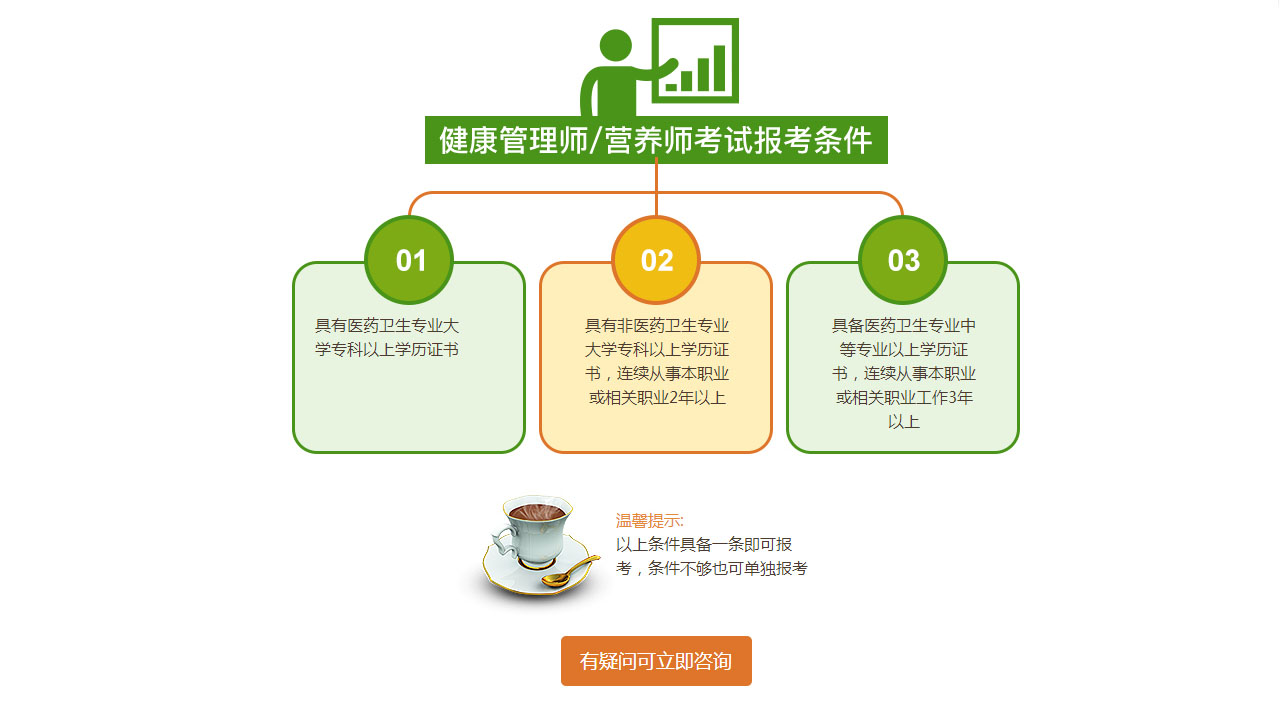 健康管理师/营养师考试报考条件
01
具有医药卫生专业大
学专科以上学历证书
02
具有非医药卫生专业
大学专科以上学历证
书，连续从事本职业
或相关职业2年以上
03
具备医药卫生专业中
等专业以上学历证
书，连续从事本职业
或相关职业工作3年
以上
温馨提示:
以上条件具备一条即可报
考，条件不够也可单独报考
有疑问可立即咨询